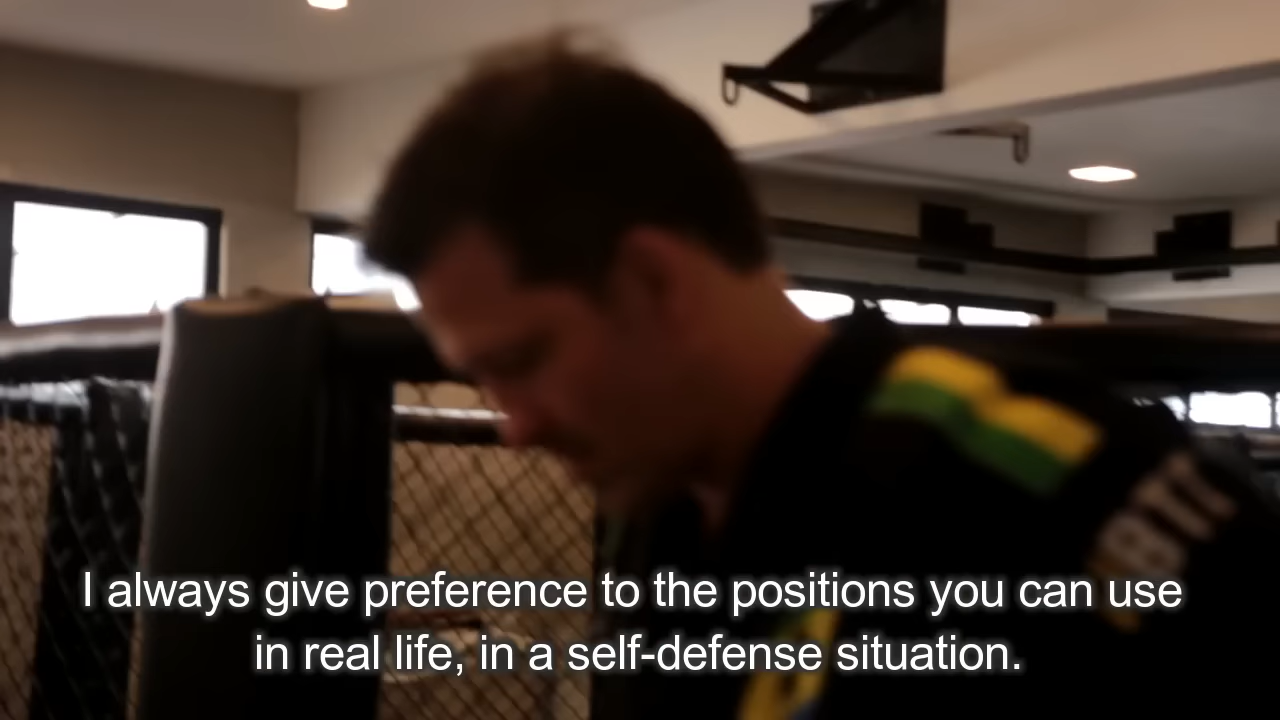 I always give preference to the positions you can use
in real life, in a self-defense situation.